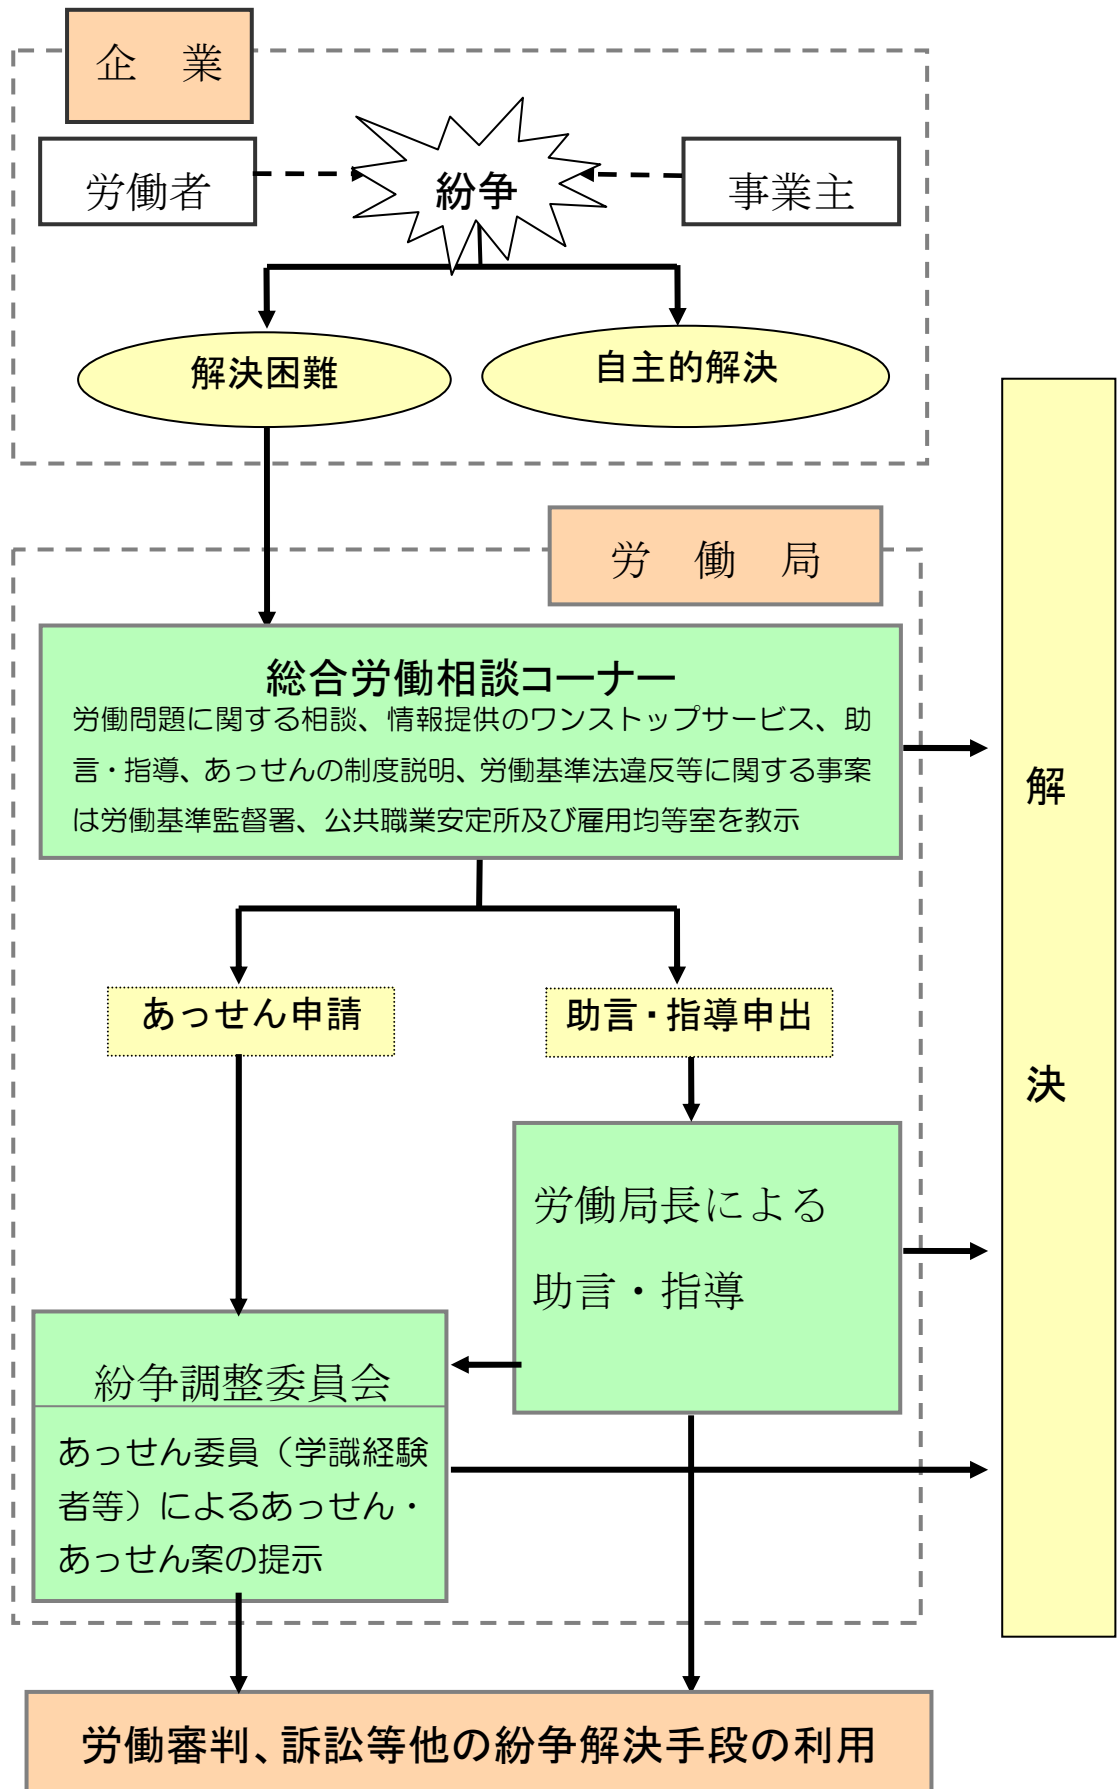 企　業
労働者
紛争
事業主
解決困難
自主的解決
労　働　局
総合労働相談コーナー
労働問題に関する相談、情報提供のワンストップサービス、助
言・指導、あっせんの制度説明、労働基準法違反等に関する事案
は労働基準監督署、公共職業安定所及び雇用均等室を教示
解
決
あっせん申請
助言・指導申出
労働局長による
助言・指導
紛争調整委員会
あっせん委員（学識経験
者等）によるあっせん・
あっせん案の提示
労働審判、訴訟等他の紛争解決手段の利用